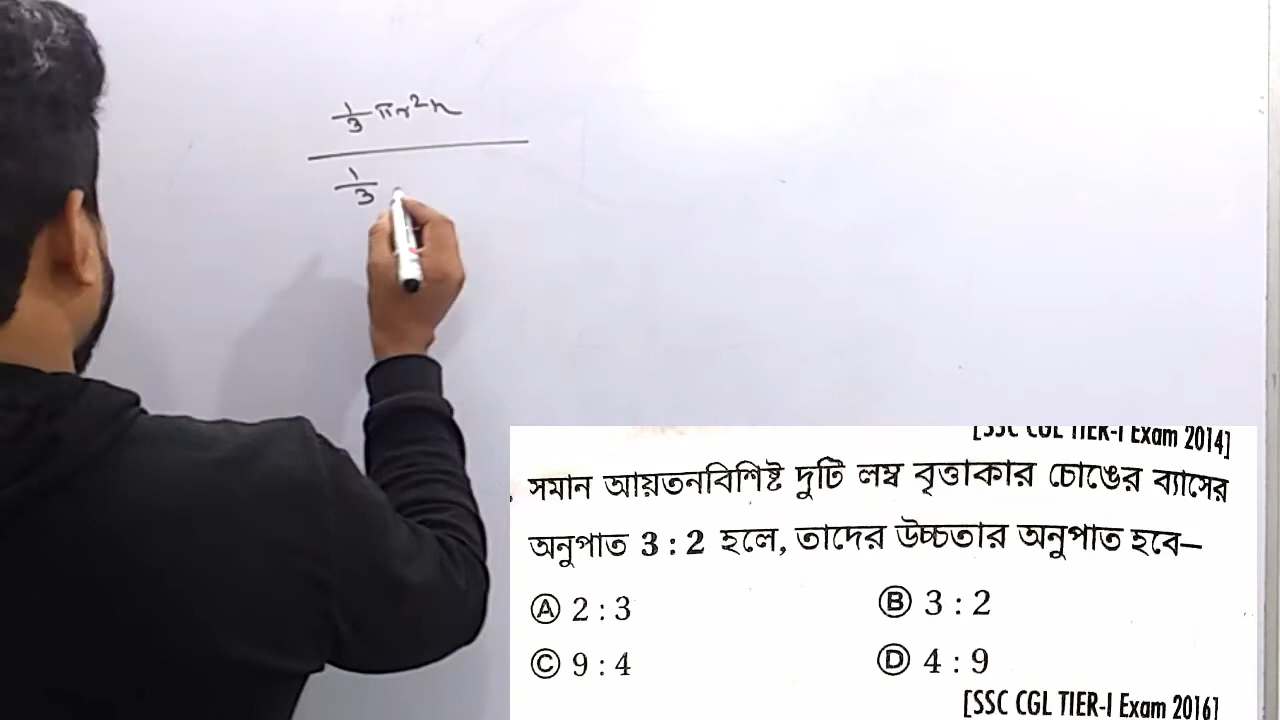 1/3 πr²h
1/3
[SSC CGL TIER-I Exam 2014]
সমান আয়তনবিশিষ্ট দুটি লম্ব বৃত্তাকার চোঙের ব্যাসের
অনুপাত 3 : 2 হলে, তাদের উচ্চতার অনুপাত হবে–
Ⓐ 2 : 3 Ⓑ 3 : 2
Ⓒ 9 : 4 Ⓓ 4 : 9
[SSC CGL TIER-I Exam 2016]